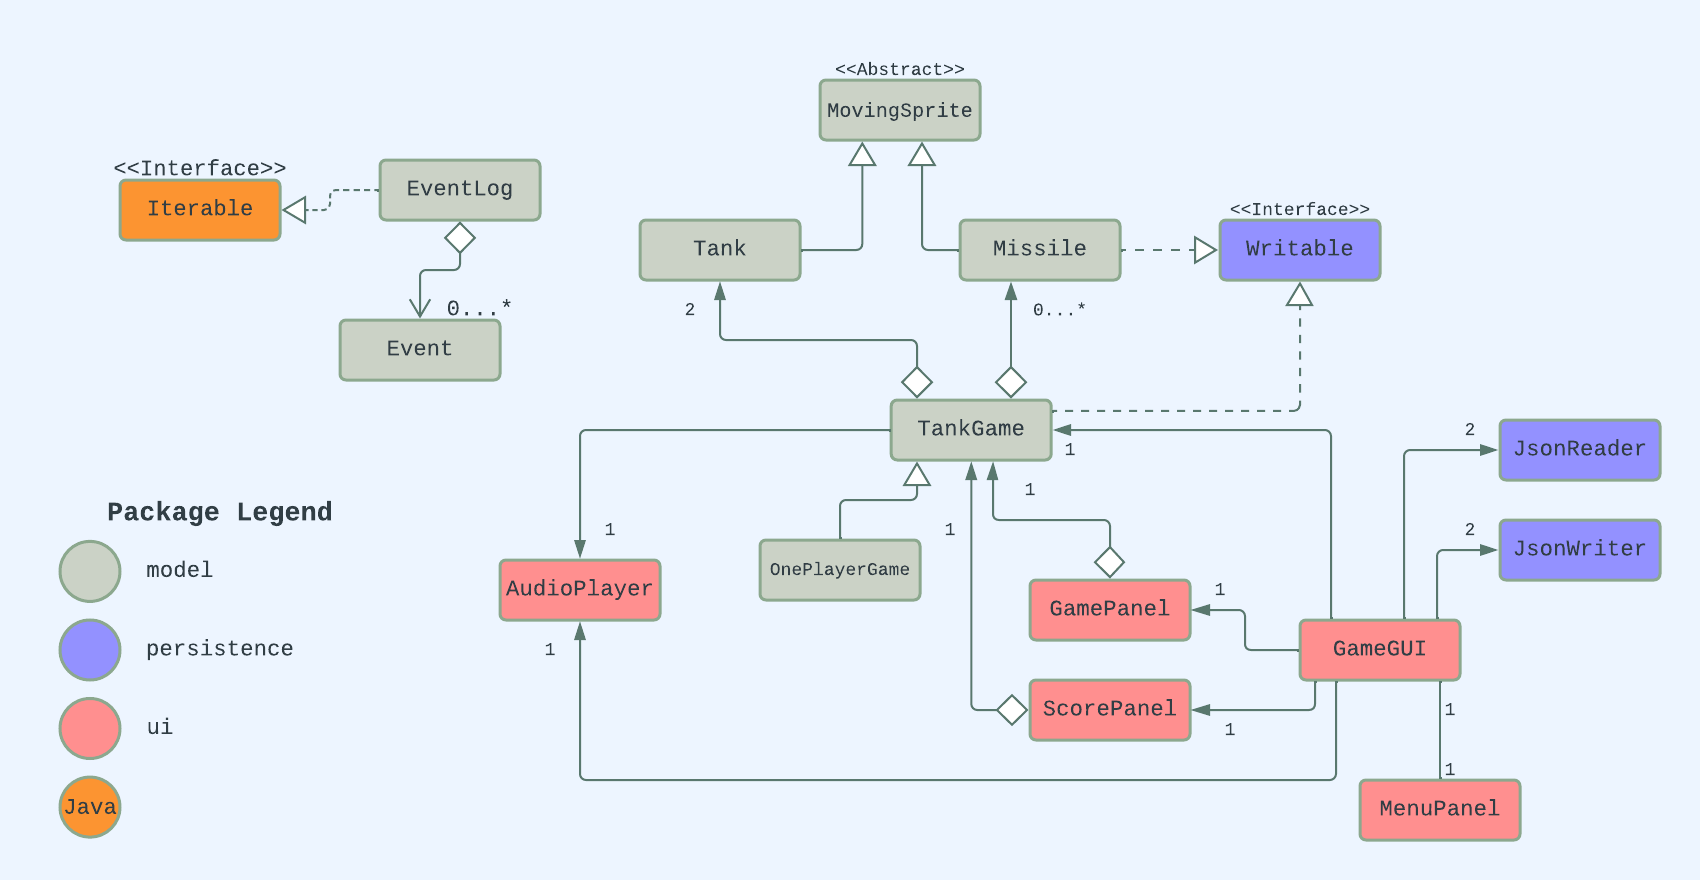 <<Abstract>>
MovingSprite
<<Interface>>
Iterable
EventLog
0...*
Event
Tank
Missile
<<Interface>>
Writable
2
0...*
TankGame
1
1
1
1
OnePlayerGame
AudioPlayer
1
2
JsonReader
2
JsonWriter
GamePanel
1
GameGUI
ScorePanel
1
1
1
MenuPanel
Package Legend
model
persistence
ui
Java